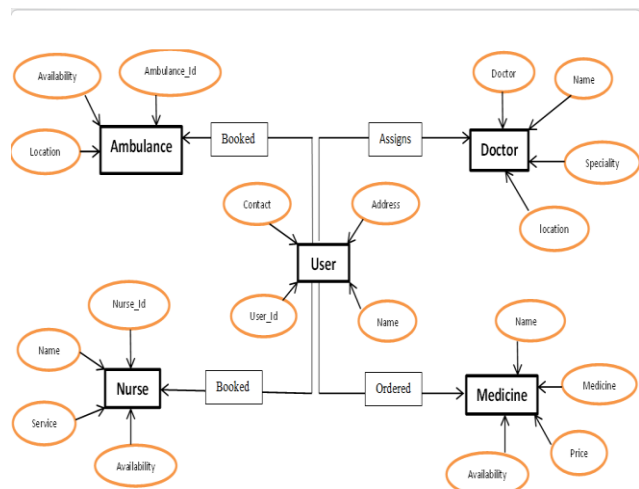 Availability
Ambulance_Id
Doctor
Name
Ambulance
Booked
Assigns
Doctor
Location
Speciality
location
Contact
Address
User
User_Id
Name
Nurse_Id
Name
Nurse
Booked
Service
Availability
Name
Ordered
Medicine
Medicine
Price
Availability